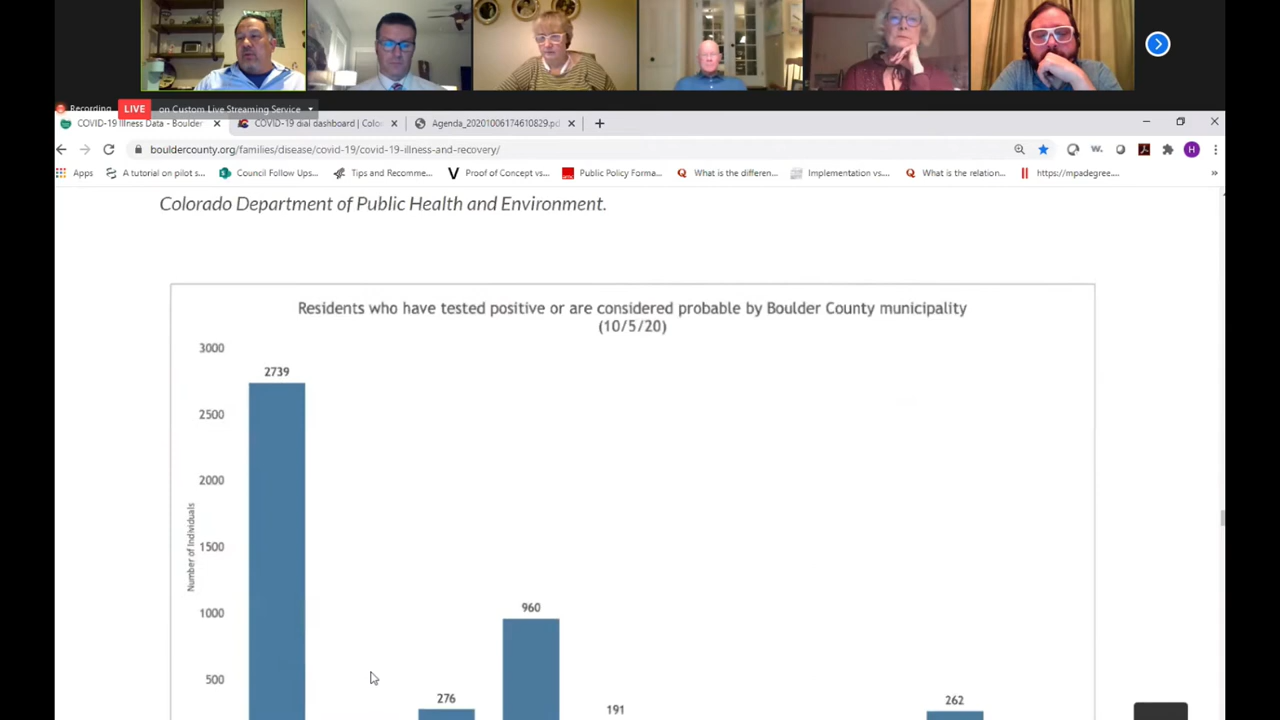 Recording
LIVE
on Custom Live Streaming Service
COVID-19 Illness Data - Boulder
COVID-19 dial dashboard | Colo
Agenda_20201006174610829.pd
bouldercounty.org/families/disease/covid-19/covid-19-illness-and-recovery/
Apps
A tutorial on pilot s...
Council Follow Ups...
Tips and Recomme...
Proof of Concept vs...
Public Policy Forma...
What is the differen...
Implementation vs....
What is the relation...
https://mpadegree....
Colorado Department of Public Health and Environment.
Residents who have tested positive or are considered probable by Boulder County municipality
(10/5/20)
3000
2739
2500
2000
Number of Individuals
1500
1000
960
500
276
191
262